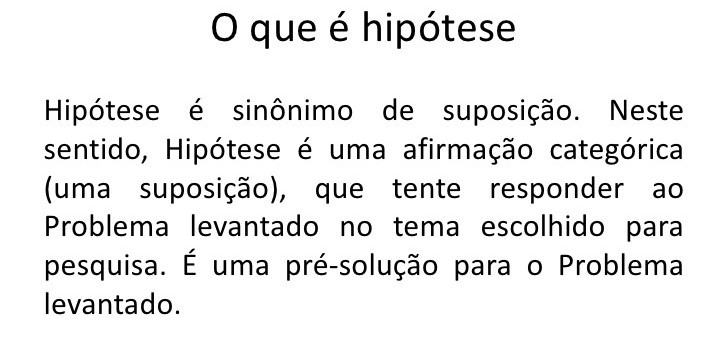 O que é hipótese
Hipótese é sinônimo de suposição. Neste
sentido, Hipótese é uma afirmação categórica
(uma suposição), que tente responder ao
Problema levantado no tema escolhido para
pesquisa. É uma pré-solução para o Problema
levantado.